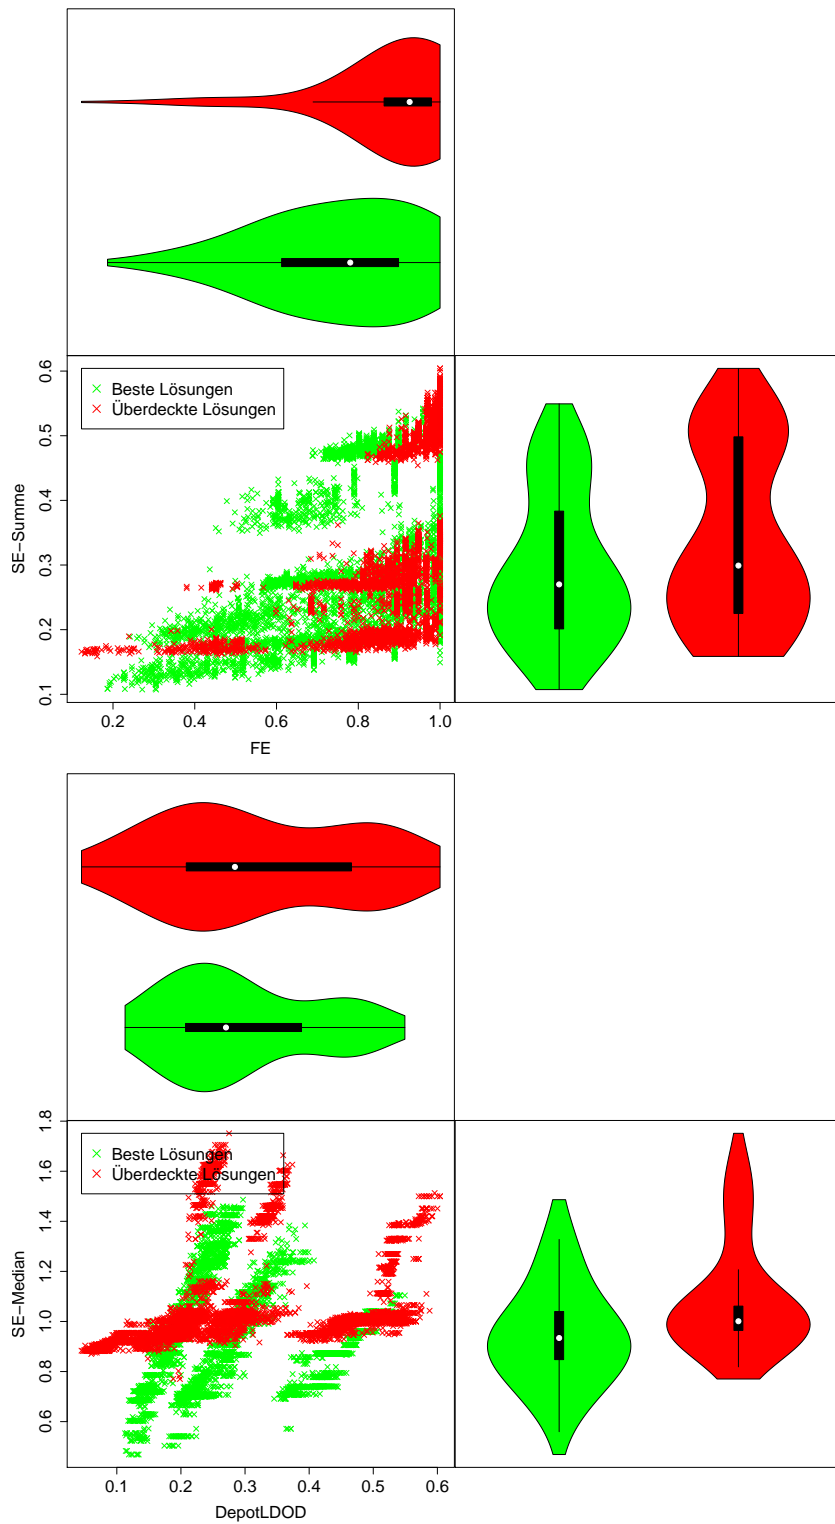 0.6
0.5
0.4
0.3
0.2
0.1
SE−Summe
Beste Lösungen
Überdeckte Lösungen
0.2 0.4 0.6 0.8 1.0
FE
1.8
1.6
1.4
1.2
1.0
0.8
0.6
SE−Median
Beste Lösungen
Überdeckte Lösungen
0.1 0.2 0.3 0.4 0.5 0.6
DepotLDOD